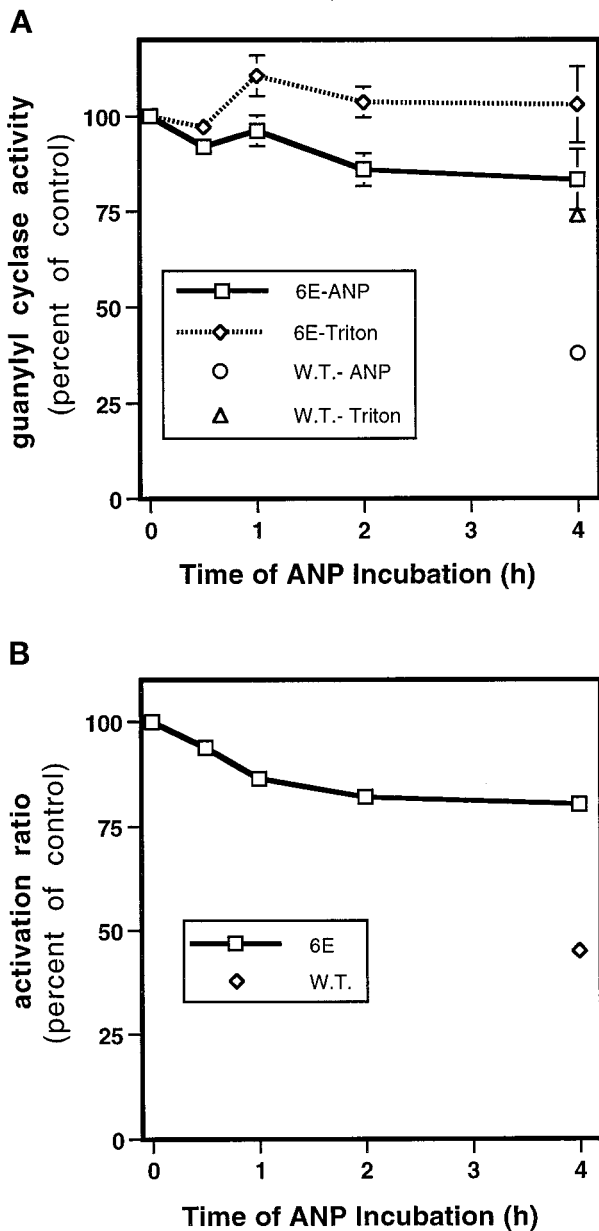 A
guanylyl cyclase activity
(percent of control)
100
75
50
25
0
6E-ANP
6E-Triton
W.T.- ANP
W.T.- Triton
0 1 2 3 4
Time of ANP Incubation (h)
B
activation ratio
(percent of control)
100
75
50
25
0
6E
W.T.
0 1 2 3 4
Time of ANP Incubation (h)